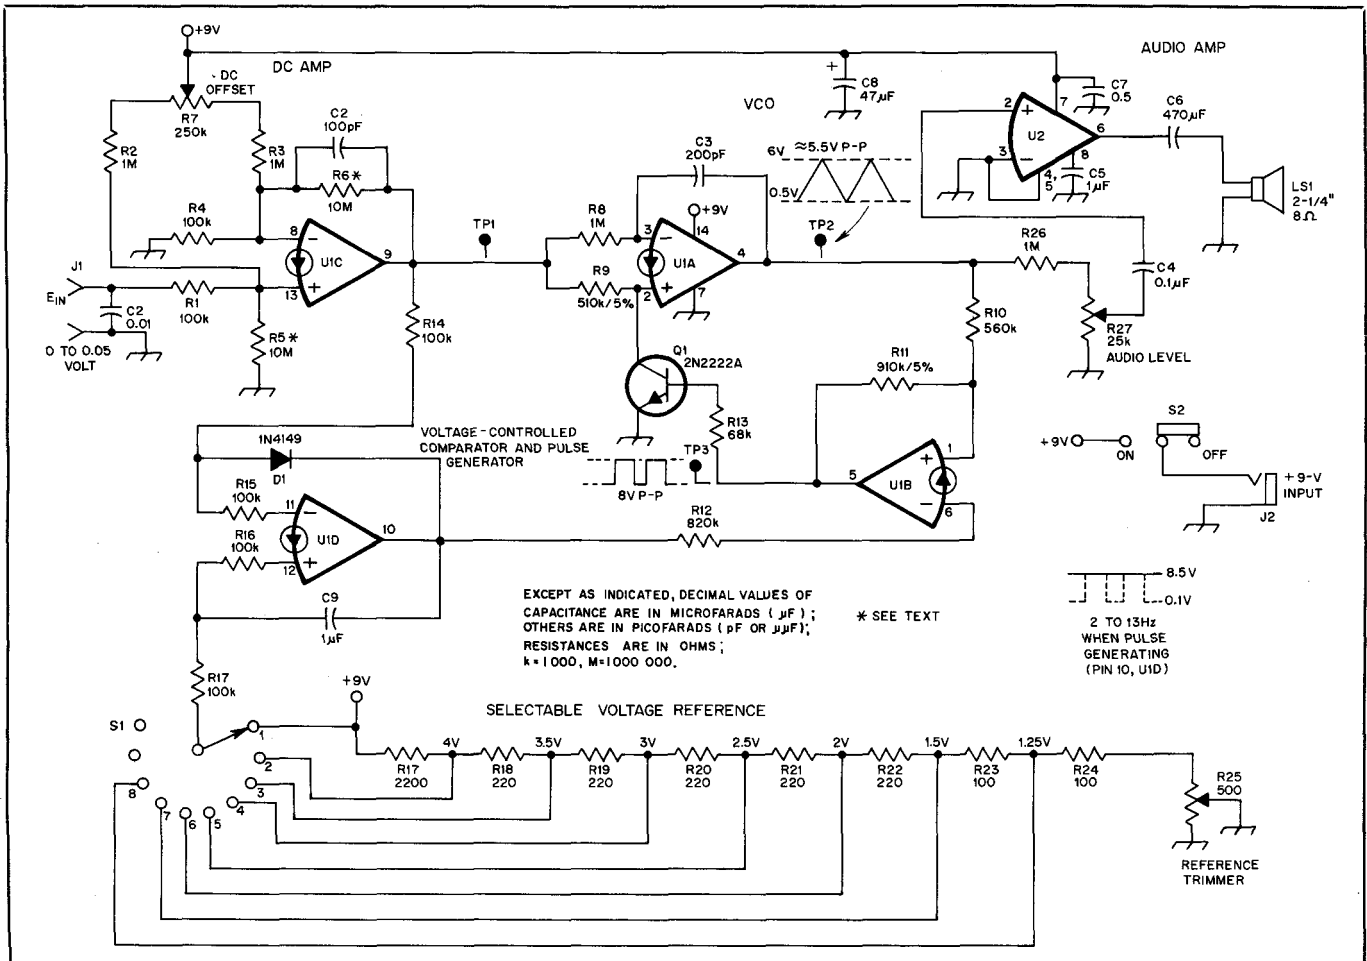 +9V
DC AMP
DC
OFFSET
R7
250k
R2
1M
R3
1M
C2
100pF
R6*
10M
R4
100k
8
−
U1C
9
13
+
J1
E IN
R1
100k
C2
0.01
0 TO 0.05
VOLT
R5*
10M
R14
100k
TP1
VCO
+
C8
47µF
C3
200pF
R8
1M
R9
510k/5%
+9V
3
−
14
U1A
4
2
+
7
6V
≈5.5V P-P
0.5V
TP2
AUDIO AMP
2
+
U2
3
−
7
6
8
4,
5
C7
0.5
C5
1µF
C6
470µF
LS1
2-1/4"
8Ω
R26
1M
C4
0.1µF
R27
25k
AUDIO LEVEL
R10
560k
R11
910k/5%
Q1
2N2222A
R13
68k
VOLTAGE-CONTROLLED
COMPARATOR AND PULSE
GENERATOR
TP3
8V P-P
1
+
5
U1B
−
6
R12
820k
1N4149
D1
R15
100k
R16
100k
11
−
U1D
10
12
+
C9
1µF
S2
+9V
ON
OFF
+9-V
INPUT
J2
8.5V
0.1V
2 TO 13Hz
WHEN PULSE
GENERATING
(PIN 10, U1D)
EXCEPT AS INDICATED, DECIMAL VALUES OF
CAPACITANCE ARE IN MICROFARADS (µF);
OTHERS ARE IN PICOFARADS (pF OR µµF);
RESISTANCES ARE IN OHMS;
k=1000, M=1000 000.
* SEE TEXT
R17
100k
S1
1
2
3
4
5
6
7
8
+9V
SELECTABLE VOLTAGE REFERENCE
4V
3.5V
3V
2.5V
2V
1.5V
1.25V
R17
2200
R18
220
R19
220
R20
220
R21
220
R22
220
R23
100
R24
100
R25
500
REFERENCE
TRIMMER